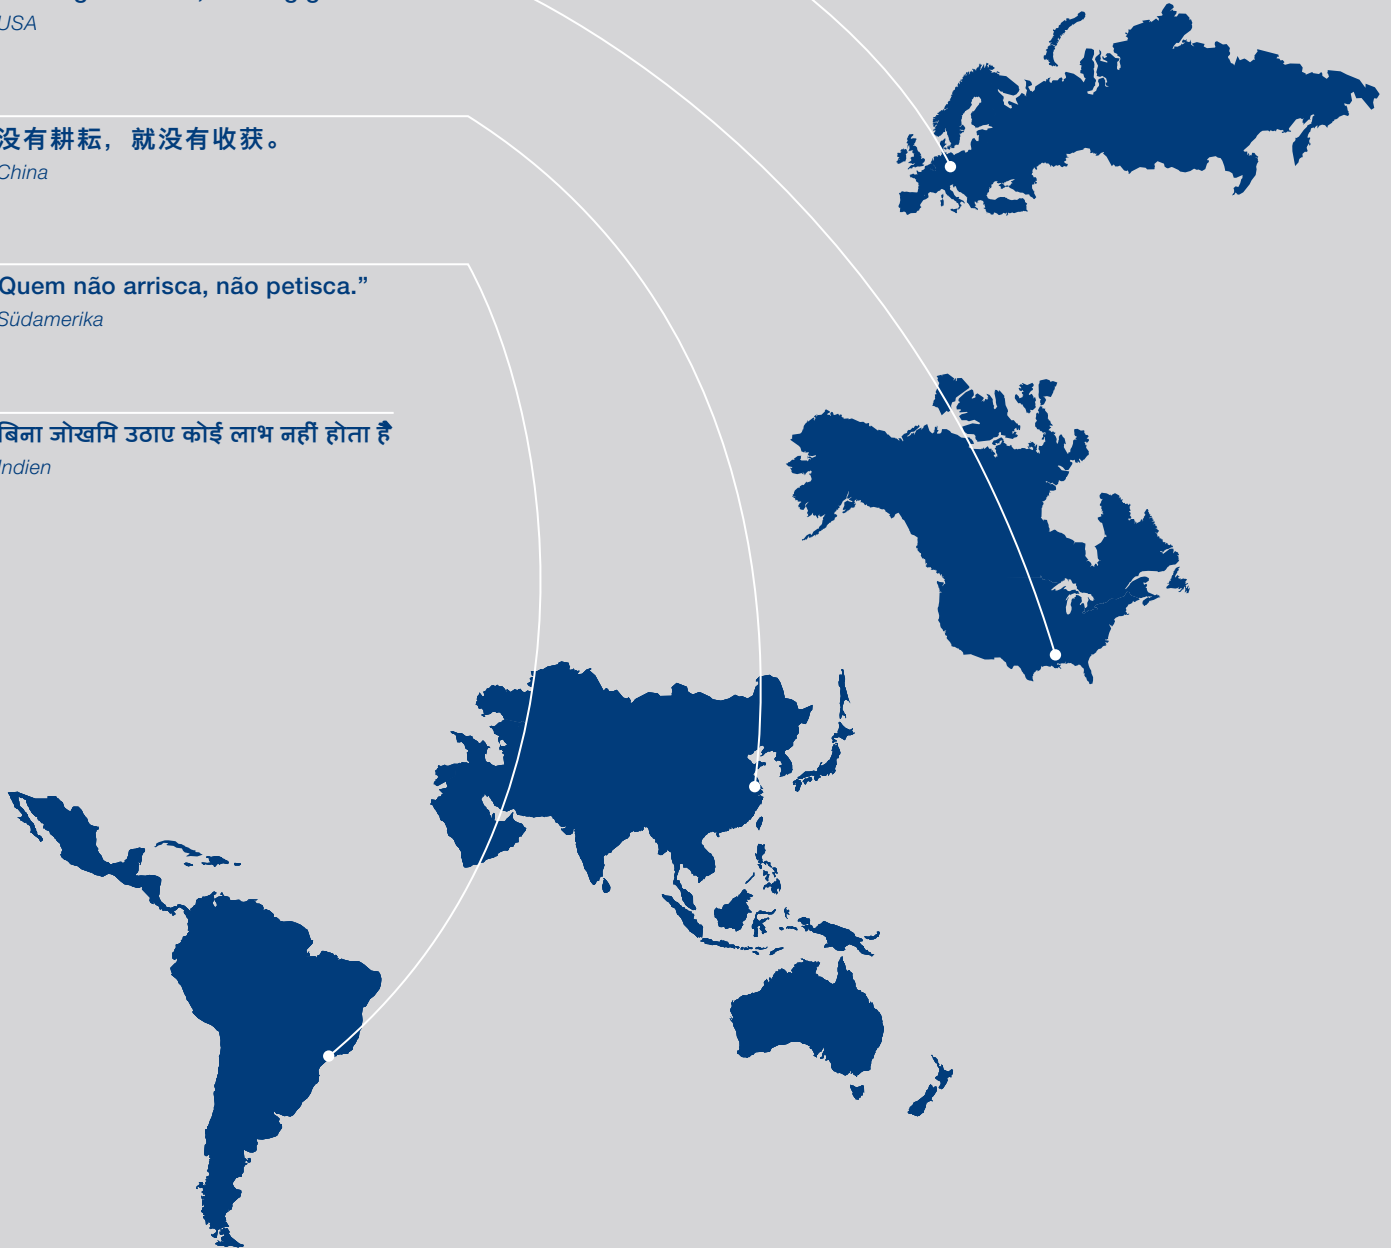 USA
没有耕耘，就没有收获。
China
Quem não arrisca, não petisca.”
Südamerika
बिना जोखमि उठाए कोई लाभ नहीं होता है
Indien